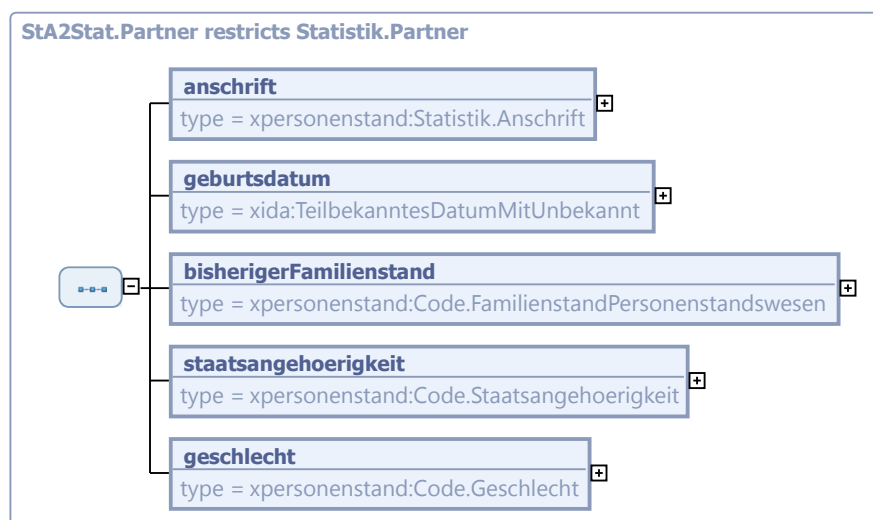 StA2Stat.Partner restricts Statistik.Partner
anschrift
type = xpersonenstand:Statistik.Anschrift
geburtsdatum
type = xida:TeilbekanntesDatumMitUnbekannt
bisherigerFamilienstand
type = xpersonenstand:Code.FamilienstandPersonenstandswesen
staatsangehoerigkeit
type = xpersonenstand:Code.Staatsangehoerigkeit
geschlecht
type = xpersonenstand:Code.Geschlecht